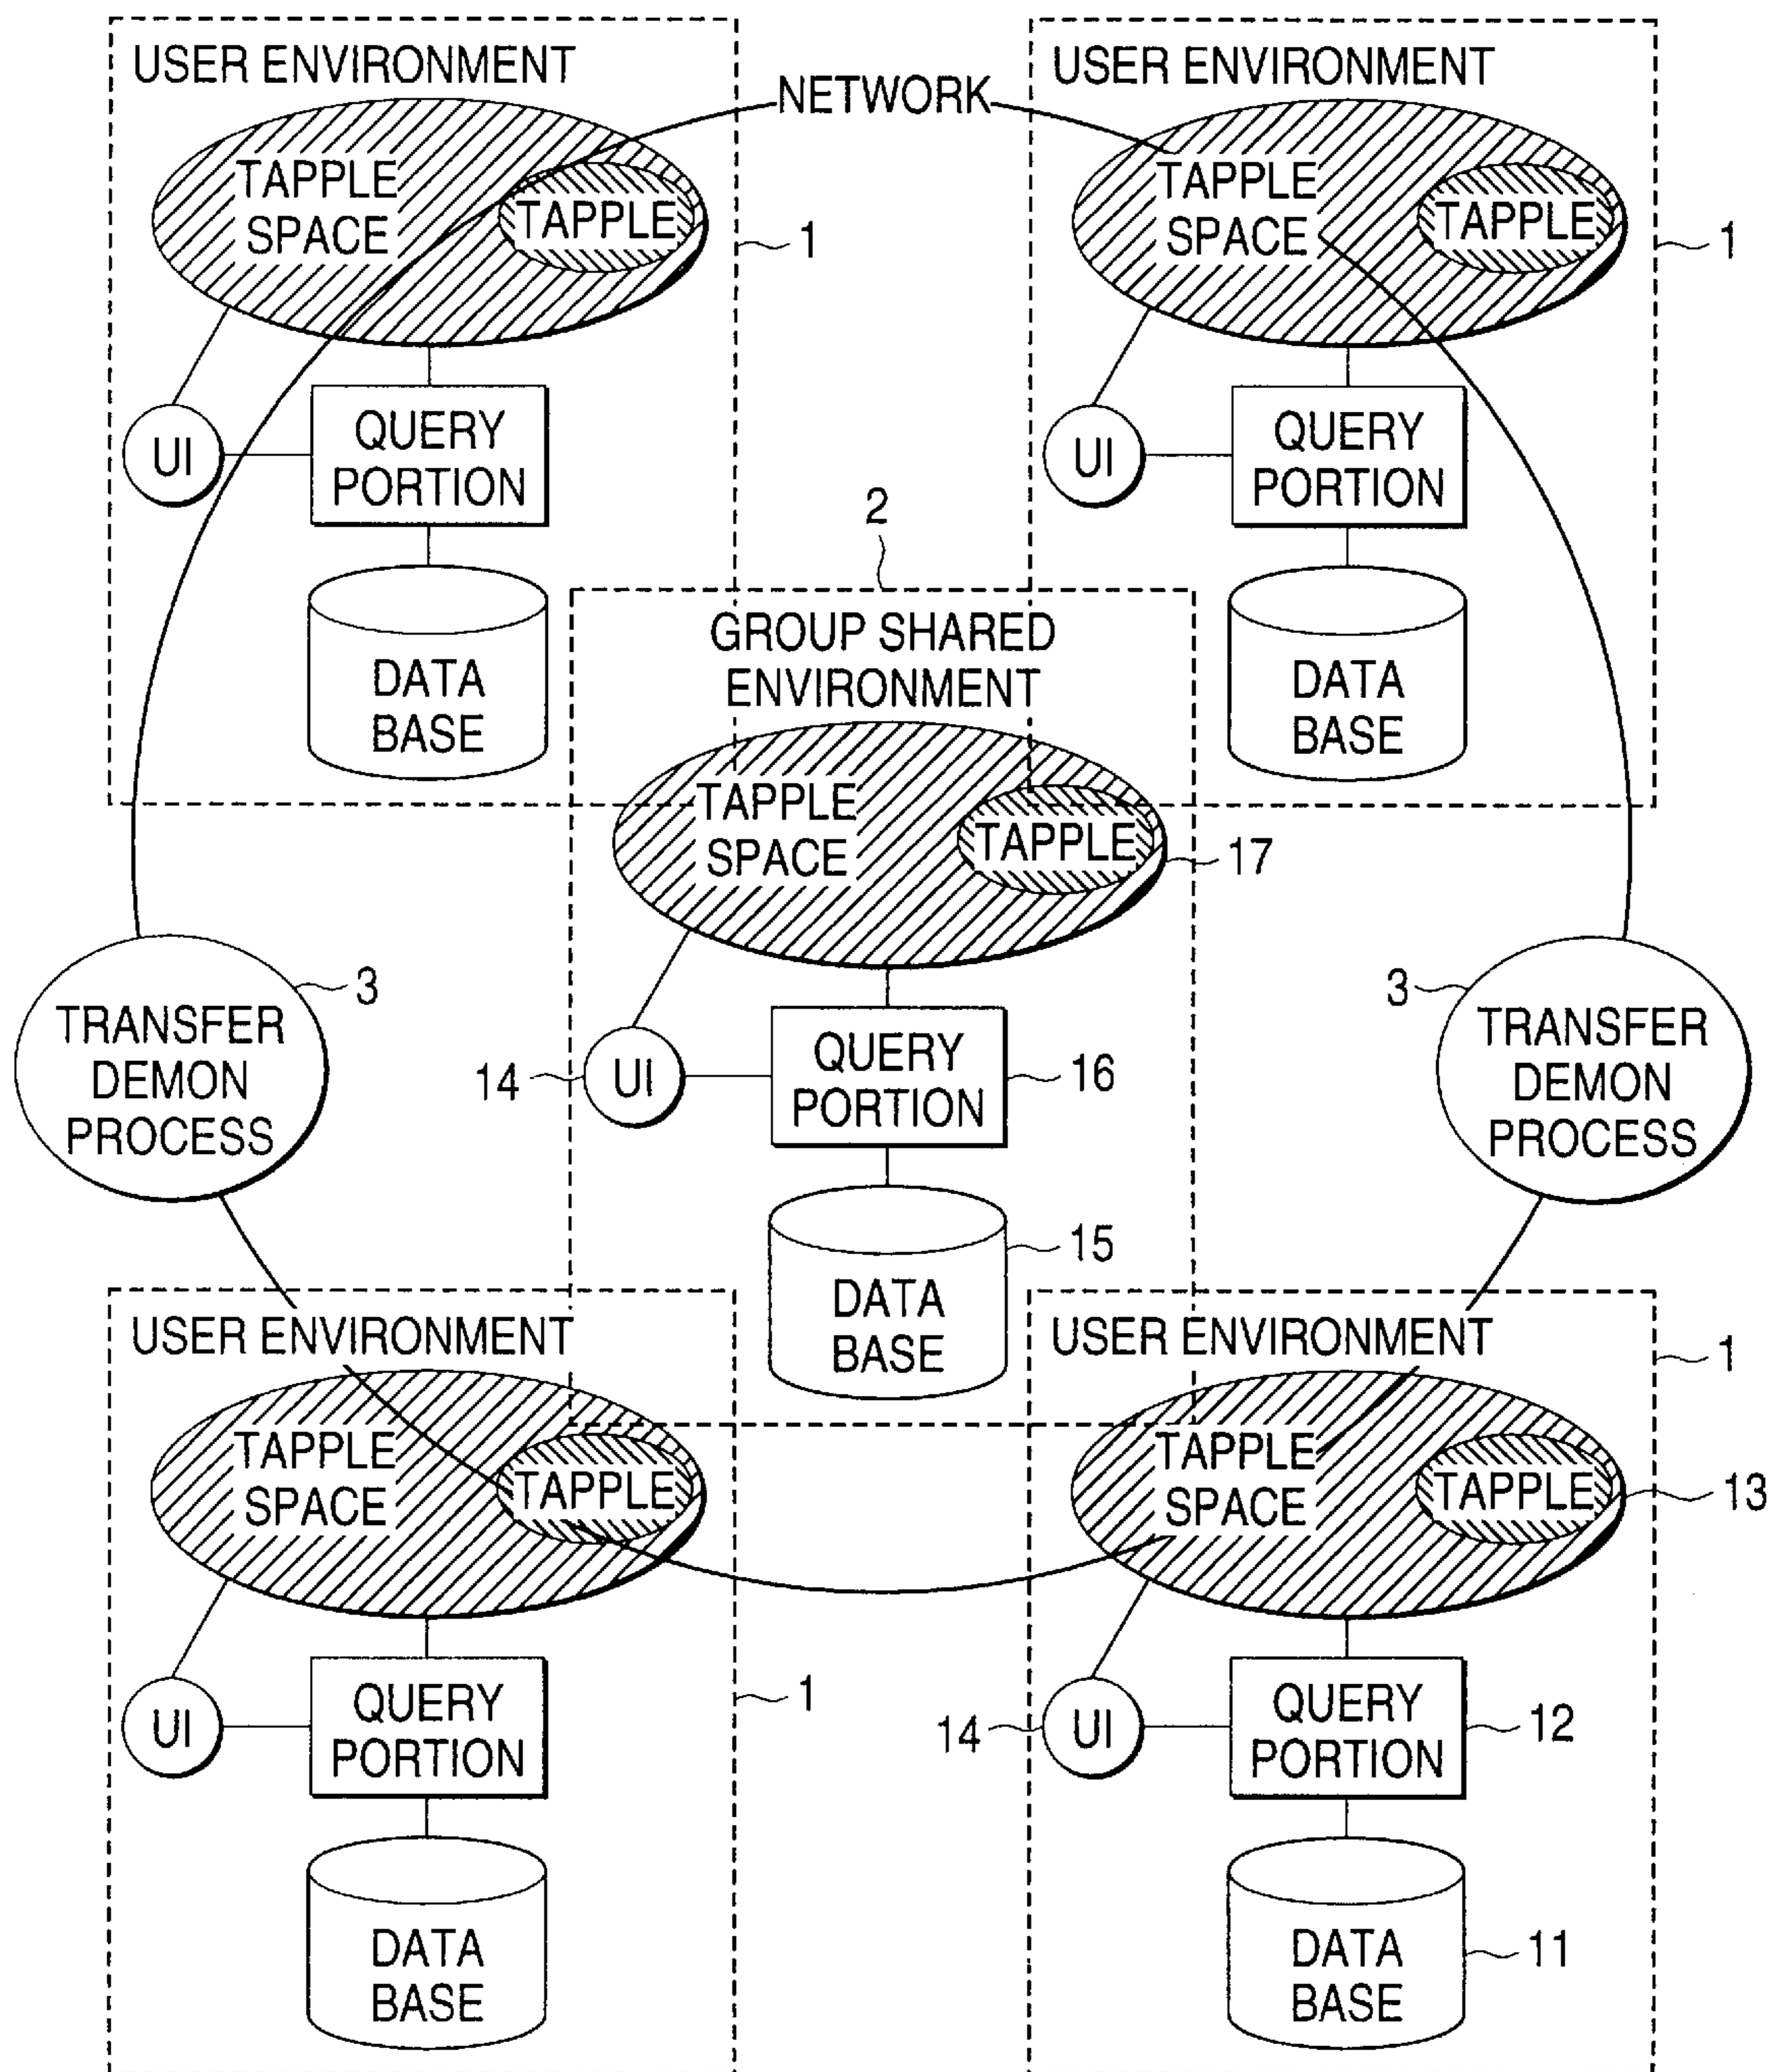 USER ENVIRONMENT
NETWORK
USER ENVIRONMENT
TAPPLE
SPACE
TAPPLE
1
TAPPLE
SPACE
TAPPLE
1
UI
QUERY
PORTION
UI
QUERY
PORTION
DATA
BASE
2
DATA
BASE
GROUP SHARED
ENVIRONMENT
TAPPLE
SPACE
TAPPLE
17
3
TRANSFER
DEMON
PROCESS
14
UI
QUERY
PORTION
16
3
TRANSFER
DEMON
PROCESS
DATA
BASE
15
USER ENVIRONMENT
USER ENVIRONMENT
1
TAPPLE
SPACE
TAPPLE
TAPPLE
SPACE
TAPPLE
13
UI
QUERY
PORTION
1
14
UI
QUERY
PORTION
12
DATA
BASE
DATA
BASE
11